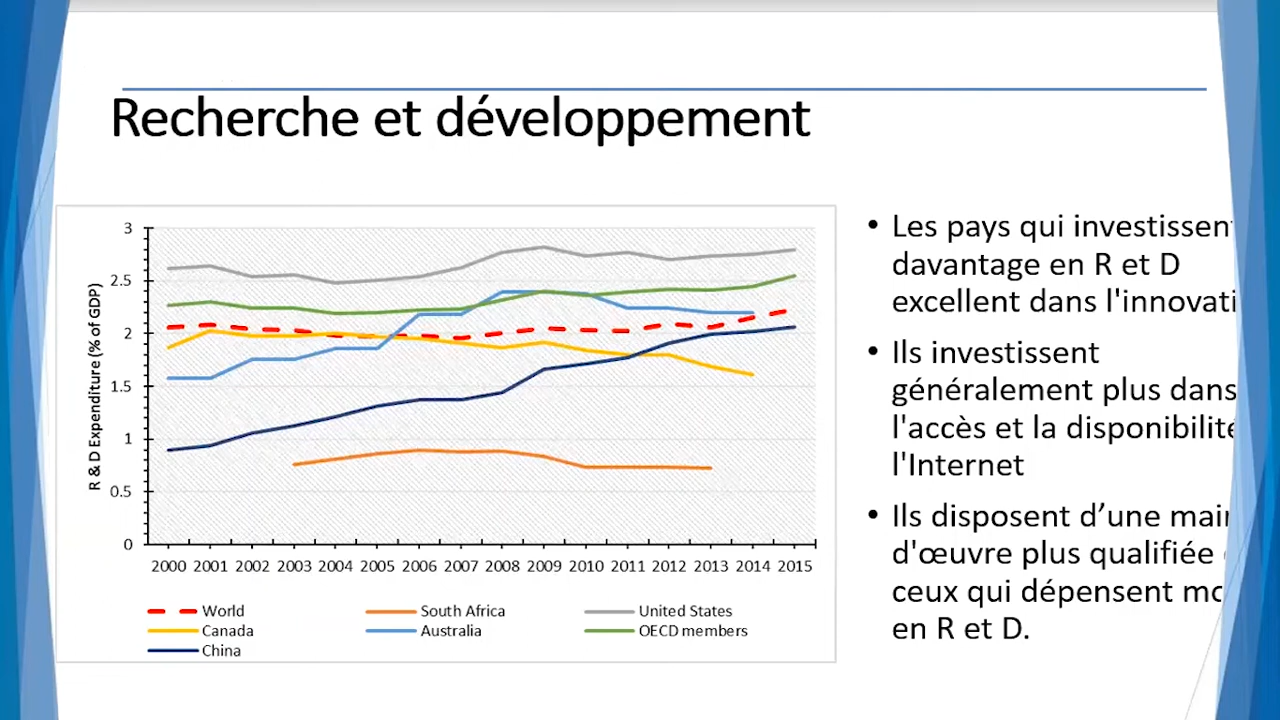 Recherche et développement
3
2.5
2
1.5
1
0.5
0
R & D Expenditure (% of GDP)
2000 2001 2002 2003 2004 2005 2006 2007 2008 2009 2010 2011 2012 2013 2014 2015
World South Africa United States
Canada Australia OECD members
China
• Les pays qui investissent
davantage en R et D
excellent dans l'innovati
• Ils investissent
généralement plus dans
l'accès et la disponibilité
l'Internet
• Ils disposent d’une main
d'œuvre plus qualifiée
ceux qui dépensent mo
en R et D.